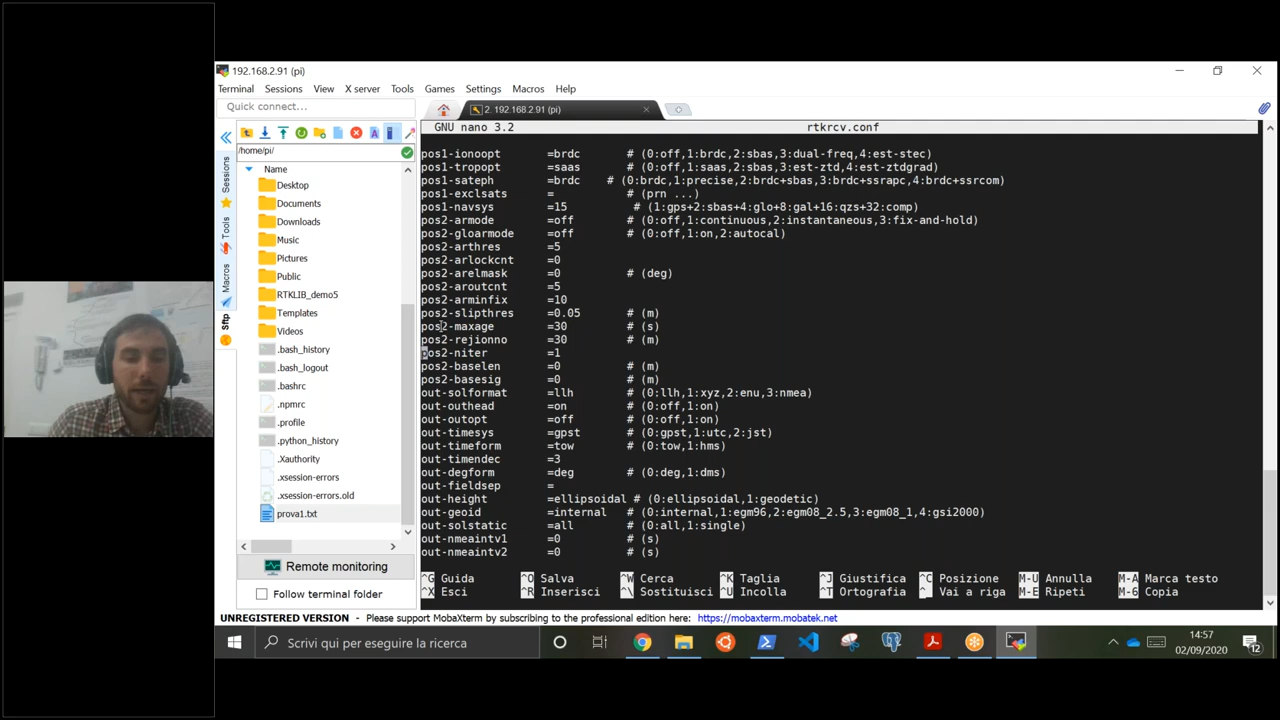 192.168.2.91 (pi)
Terminal Sessions View X server Tools Games Settings Macros Help
Quick connect...
2. 192.168.2.91 (pi)
/home/pi/
Name
Desktop
Documents
Downloads
Music
Pictures
Public
RTKLIB_demo5
Templates
Videos
.bash_history
.bash_logout
.bashrc
.npmrc
.profile
.python_history
.Xauthority
.xsession-errors
.xsession-errors.old
prova1.txt
Sessions
Tools
Macros
Sftp
Remote monitoring
Follow terminal folder
GNU nano 3.2 rtkrcv.conf
pos1-ionoopt =brdc # (0:off,1:brdc,2:sbas,3:dual-freq,4:est-stec)
pos1-tropopt =saas # (0:off,1:saas,2:sbas,3:est-ztd,4:est-ztdgrad)
pos1-sateph =brdc # (0:brdc,1:precise,2:brdc+sbas,3:brdc+ssrapc,4:brdc+ssrcom)
pos1-exclsats = # (prn ...)
pos1-navsys =15 # (1:gps+2:sbas+4:glo+8:gal+16:qzs+32:comp)
pos2-armode =off # (0:off,1:continuous,2:instantaneous,3:fix-and-hold)
pos2-gloarmode =off # (0:off,1:on,2:autocal)
pos2-arthres =5
pos2-arlockcnt =0
pos2-arelmask =0 # (deg)
pos2-aroutcnt =5
pos2-arminfix =10
pos2-slipthres =0.05 # (m)
pos2-maxage =30 # (s)
pos2-rejionno =30 # (m)
pos2-niter =1
pos2-baselen =0 # (m)
pos2-basesig =0 # (m)
out-solformat =llh # (0:llh,1:xyz,2:enu,3:nmea)
out-outhead =on # (0:off,1:on)
out-outopt =off # (0:off,1:on)
out-timesys =gpst # (0:gpst,1:utc,2:jst)
out-timeform =tow # (0:tow,1:hms)
out-timendec =3
out-degform =deg # (0:deg,1:dms)
out-fieldsep =
out-height =ellipsoidal # (0:ellipsoidal,1:geodetic)
out-geoid =internal # (0:internal,1:egm96,2:egm08_2.5,3:egm08_1,4:gsi2000)
out-solstatic =all # (0:all,1:single)
out-nmeaintv1 =0 # (s)
out-nmeaintv2 =0 # (s)
^G Guida ^O Salva ^W Cerca ^K Taglia ^J Giustifica ^C Posizione M-U Annulla M-A Marca testo
^X Esci ^R Inserisci ^\ Sostituisci ^U Incolla ^T Ortografia ^_ Vai a riga M-E Ripeti M-6 Copia
UNREGISTERED VERSION - Please support MobaXterm by subscribing to the professional edition here: https://mobaxterm.mobatek.net
Scrivi qui per eseguire la ricerca
14:57
02/09/2020
12